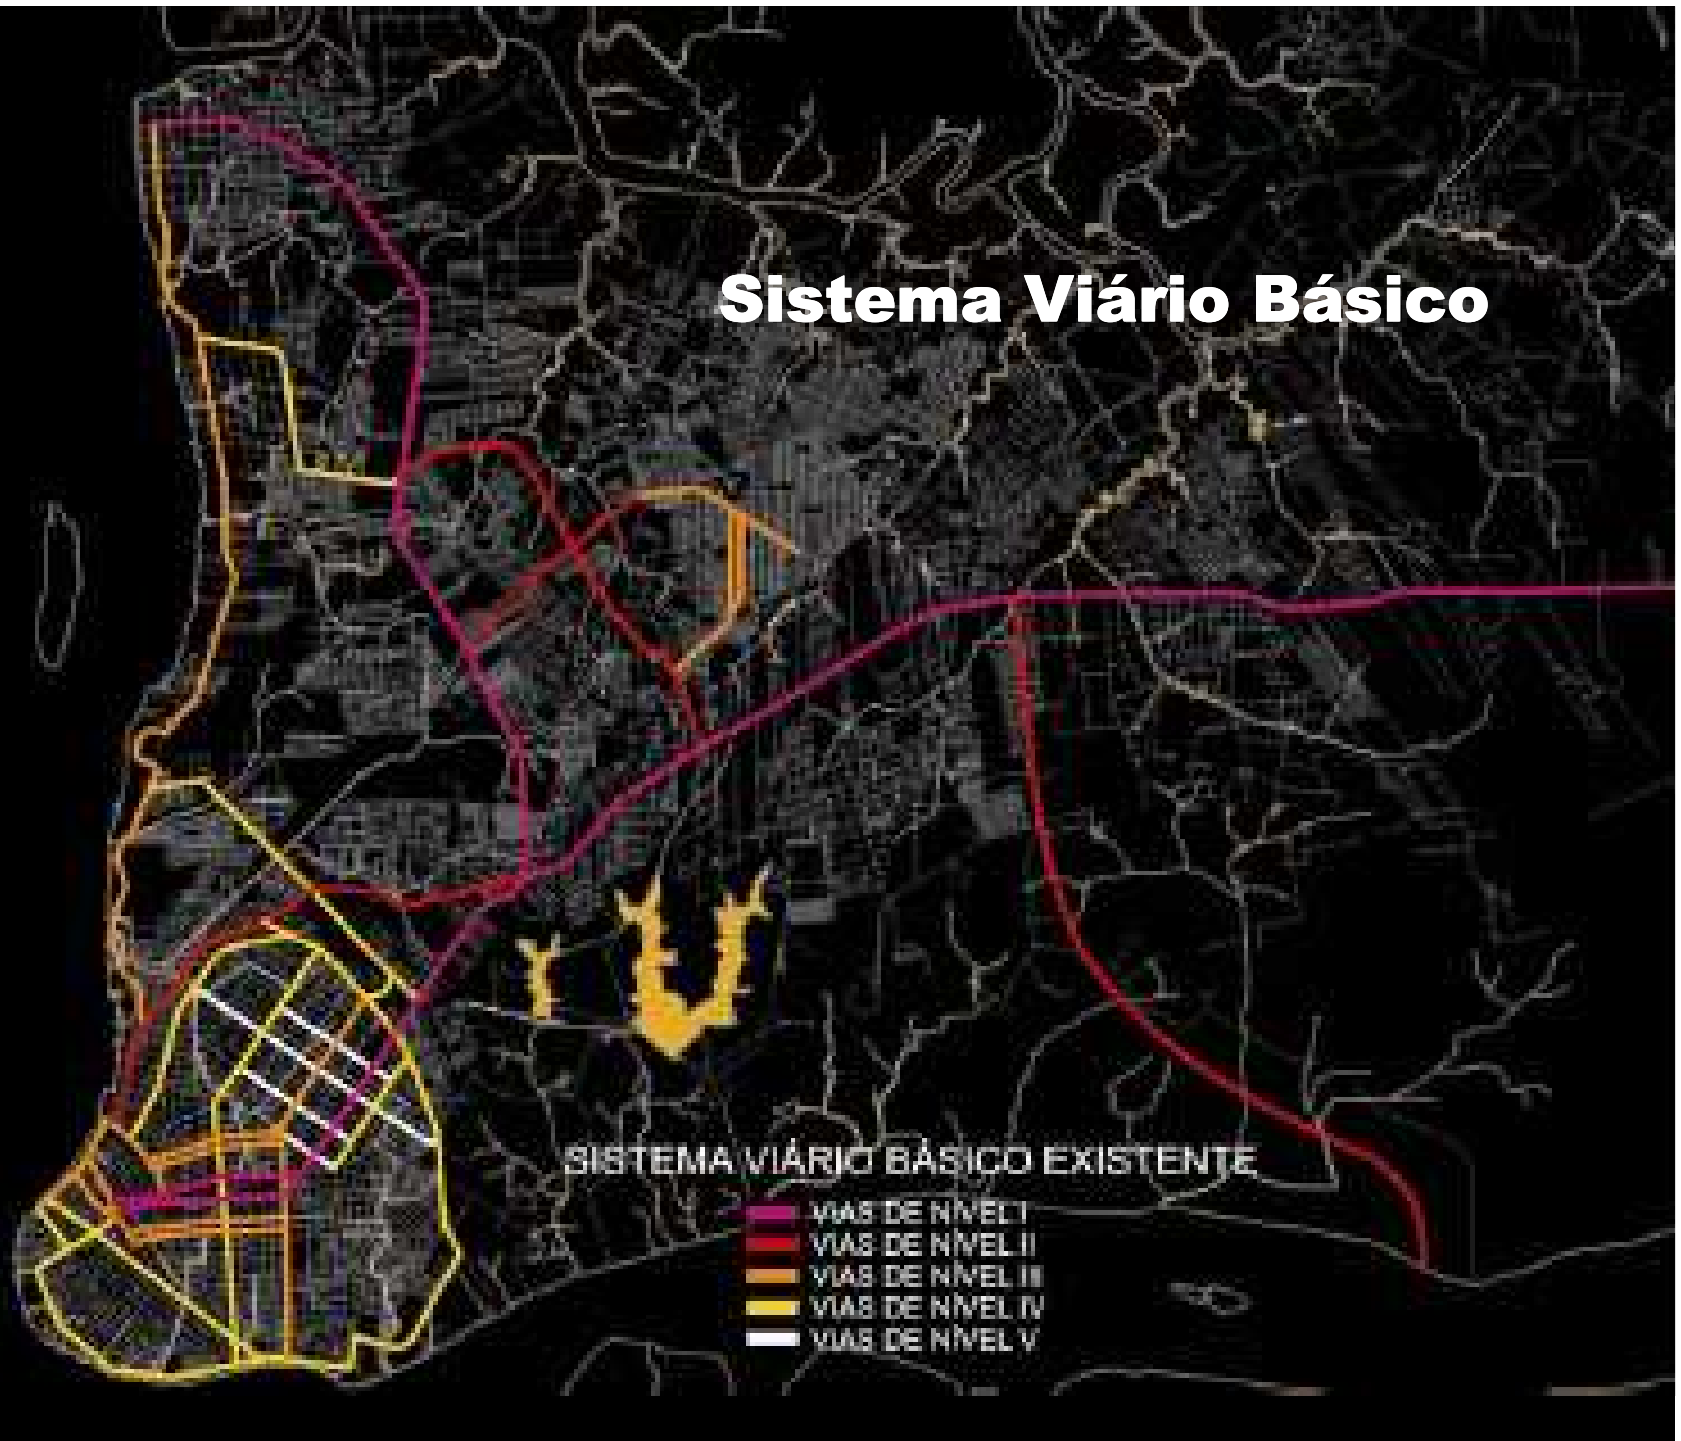 Sistema Viário Básico
SISTEMA VIÁRIO BÁSICO EXISTENTE
VIAS DE NÍVEL I
VIAS DE NÍVEL II
VIAS DE NÍVEL III
VIAS DE NÍVEL IV
VIAS DE NÍVEL V